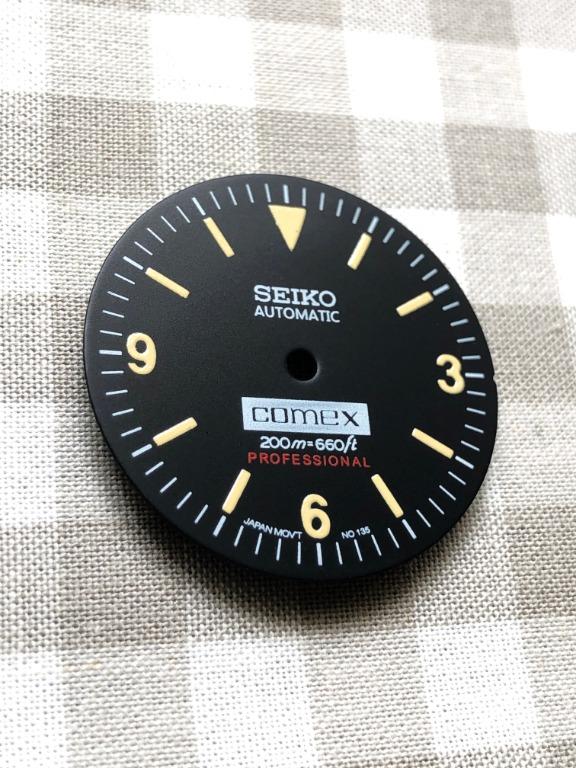 SEIKO
AUTOMATIC
9
3
comex
200m=660ft
PROFESSIONAL
6
JAPAN MOV'T NO 135